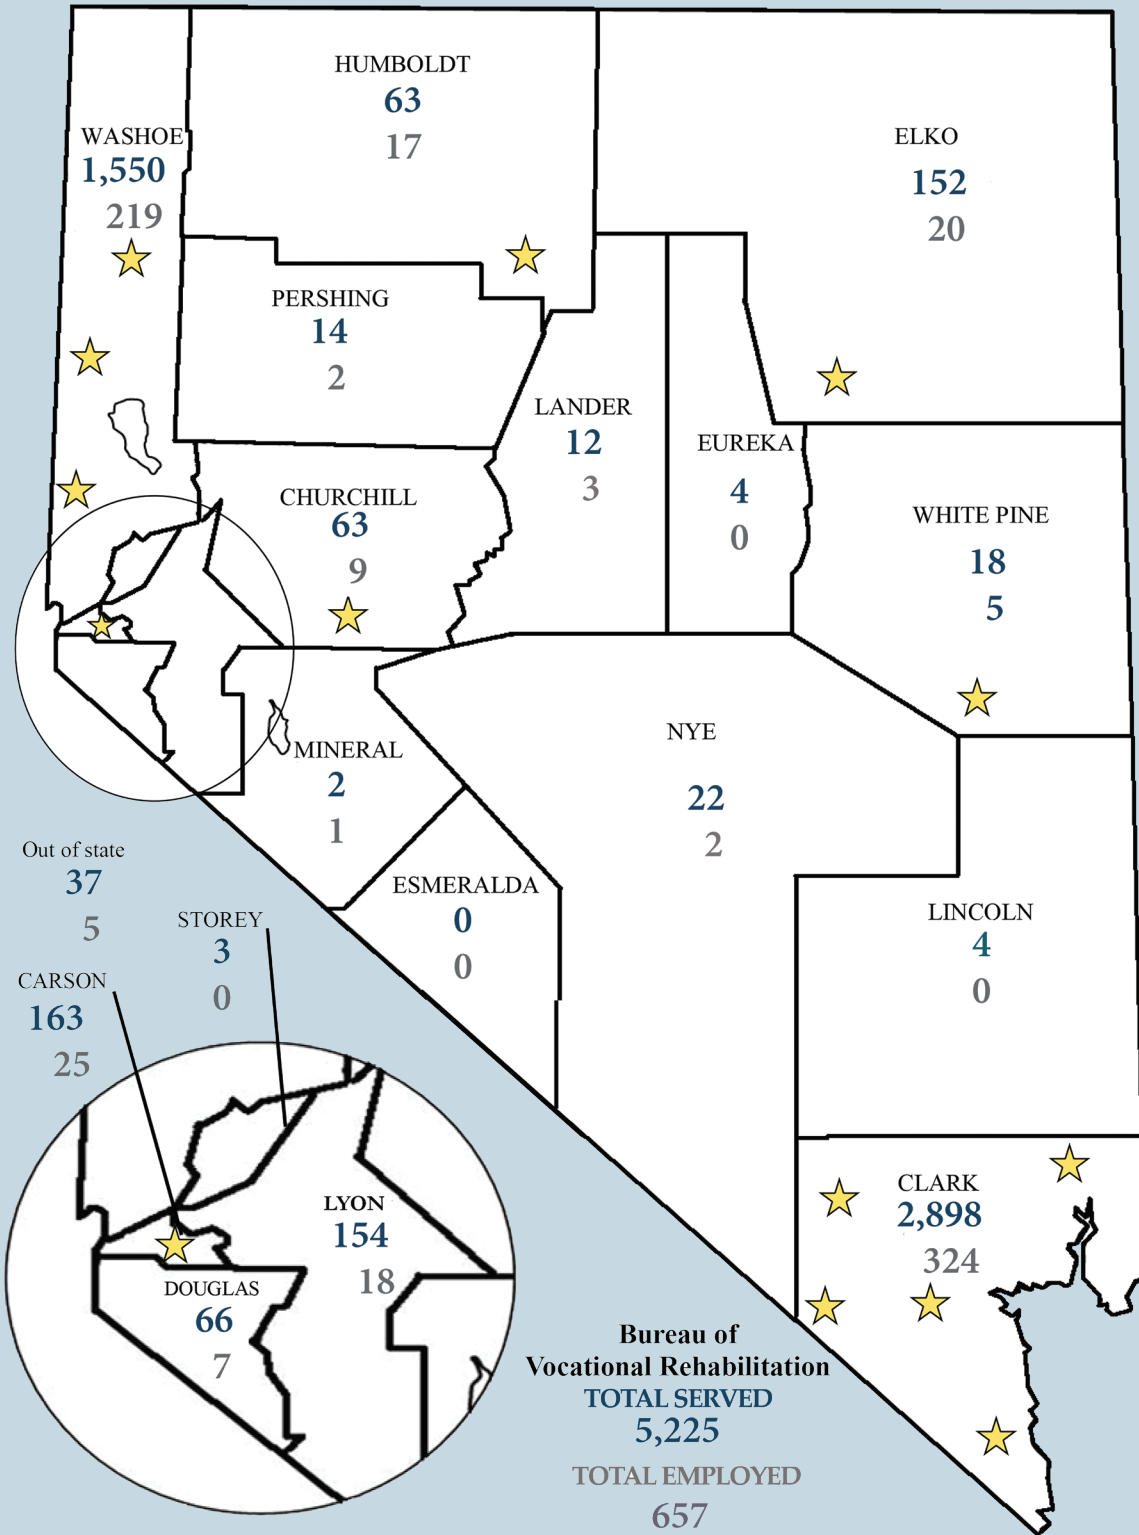 HUMBOLDT
63
17
WASHOE
1,550
219
ELKO
152
20
PERSHING
14
2
LANDER
12
3
EUREKA
4
0
CHURCHILL
63
9
WHITE PINE
18
5
NYE
22
2
MINERAL
2
1
ESMERALDA
0
0
LINCOLN
4
0
Out of state
37
5
STOREY
3
0
CARSON
163
25
LYON
154
18
DOUGLAS
66
7
CLARK
2,898
324
Bureau of
Vocational Rehabilitation
TOTAL SERVED
5,225
TOTAL EMPLOYED
657